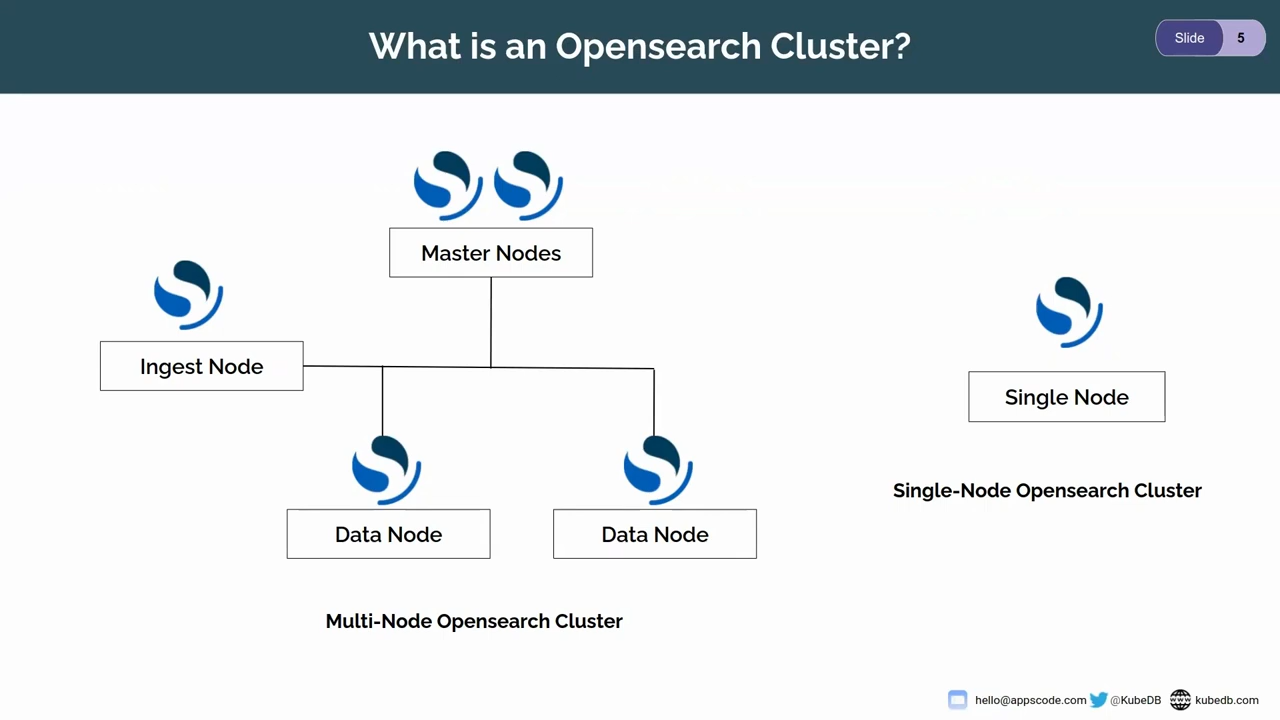 What is an Opensearch Cluster?
Slide 5
Master Nodes
Ingest Node
Single Node
Single-Node Opensearch Cluster
Data Node
Data Node
Multi-Node Opensearch Cluster
hello@appscode.com @KubeDB kubedb.com